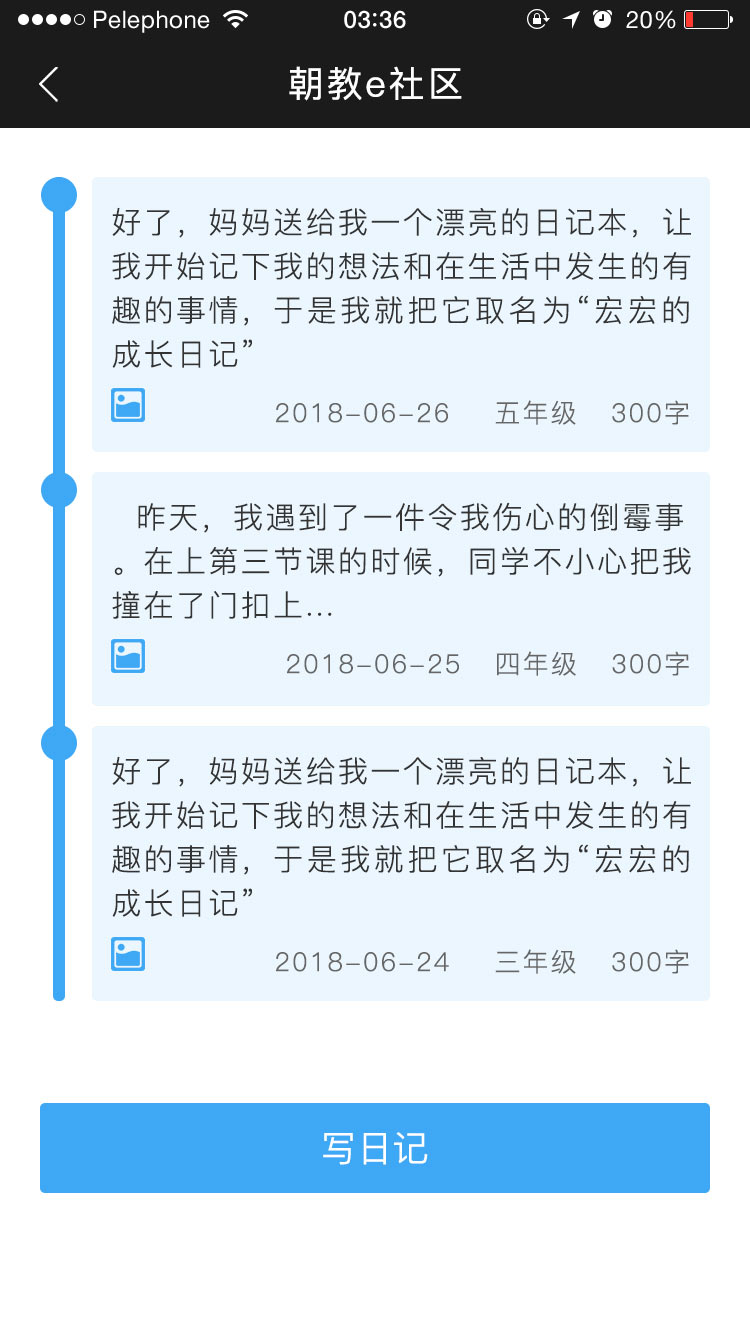 Pelephone 03:36 20%
朝教e社区
好了，妈妈送给我一个漂亮的日记本，让
我开始记下我的想法和在生活中发生的有
趣的事情，于是我就把它取名为“宏宏的
成长日记”
2018-06-26 五年级 300字
昨天，我遇到了一件令我伤心的倒霉事
。在上第三节课的时候，同学不小心把我
撞在了门扣上...
2018-06-25 四年级 300字
好了，妈妈送给我一个漂亮的日记本，让
我开始记下我的想法和在生活中发生的有
趣的事情，于是我就把它取名为“宏宏的
成长日记”
2018-06-24 三年级 300字
写日记